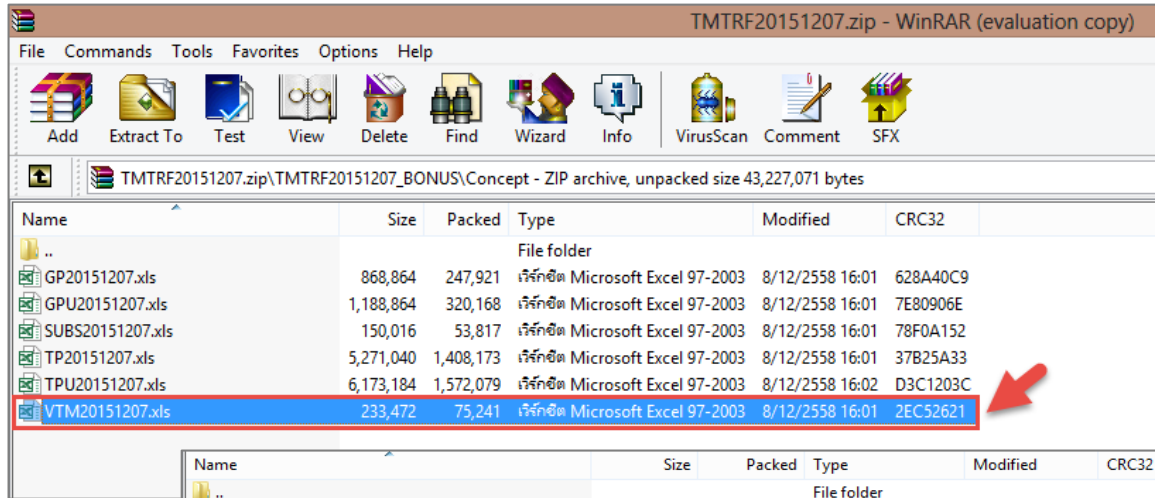 TMTRF20151207.zip - WinRAR (evaluation copy)
File Commands Tools Favorites Options Help
Add Extract To Test View Delete Find Wizard Info VirusScan Comment SFX
TMTRF20151207.zip\TMTRF20151207_BONUS\Concept - ZIP archive, unpacked size 43,227,071 bytes
Name Size Packed Type Modified CRC32
.. File folder
GP20151207.xls 868,864 247,921 เวิร์กชีต Microsoft Excel 97-2003 8/12/2558 16:01 628A40C9
GPU20151207.xls 1,188,864 320,168 เวิร์กชีต Microsoft Excel 97-2003 8/12/2558 16:01 7E80906E
SUBS20151207.xls 150,016 53,817 เวิร์กชีต Microsoft Excel 97-2003 8/12/2558 16:01 78F0A152
TP20151207.xls 5,271,040 1,408,173 เวิร์กชีต Microsoft Excel 97-2003 8/12/2558 16:01 37B25A33
TPU20151207.xls 6,173,184 1,572,079 เวิร์กชีต Microsoft Excel 97-2003 8/12/2558 16:02 D3C1203C
VTM20151207.xls 233,472 75,241 เวิร์กชีต Microsoft Excel 97-2003 8/12/2558 16:01 2EC52621
Name Size Packed Type Modified CRC32
.. File folder